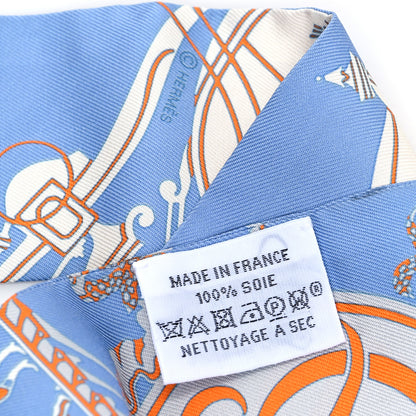 © HERMÈS
MADE IN FRANCE
100% SOIE
P ®
NETTOYAGE A SEC